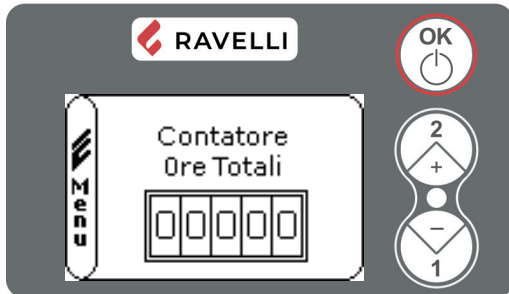 RAVELLI
OK
Menu
Contatore
Ore Totali
00000
2
+
-
1